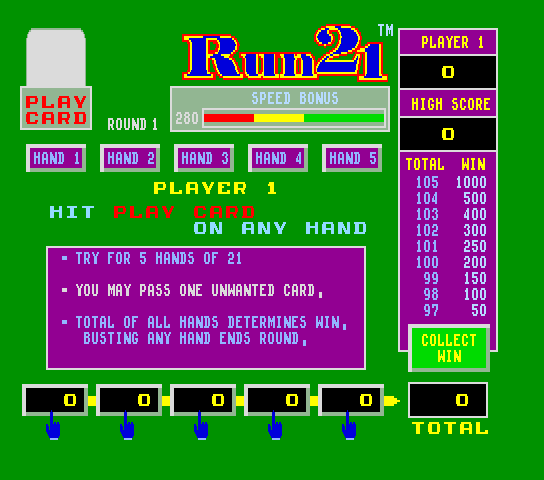 Run21™
PLAYER 1
0
PLAY
CARD
SPEED BONUS
280
HIGH SCORE
ROUND 1
0
HAND 1 HAND 2 HAND 3 HAND 4 HAND 5
TOTAL WIN
105 1000
104 500
103 400
102 300
101 250
100 200
99 150
98 100
97 50
PLAYER 1
HIT PLAY CARD
ON ANY HAND
- TRY FOR 5 HANDS OF 21
- YOU MAY PASS ONE UNWANTED CARD.
- TOTAL OF ALL HANDS DETERMINES WIN.
BUSTING ANY HAND ENDS ROUND.
COLLECT
WIN
0 0 0 0 0 0
TOTAL